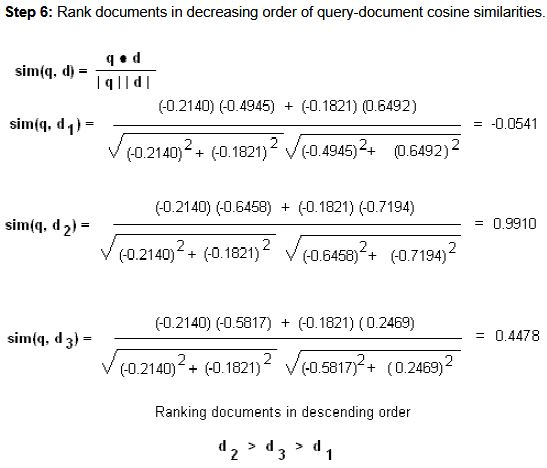 Step 6: Rank documents in decreasing order of query-document cosine similarities.
sim(q, d) = q • d / | q | | d |
sim(q, d₁) = (-0.2140) (-0.4945) + (-0.1821) (0.6492) / √(-0.2140)² + (-0.1821)² √(-0.4945)² + (0.6492)² = -0.0541
sim(q, d₂) = (-0.2140) (-0.6458) + (-0.1821) (-0.7194) / √(-0.2140)² + (-0.1821)² √(-0.6458)² + (-0.7194)² = 0.9910
sim(q, d₃) = (-0.2140) (-0.5817) + (-0.1821) (0.2469) / √(-0.2140)² + (-0.1821)² √(-0.5817)² + (0.2469)² = 0.4478
Ranking documents in descending order
d₂ > d₃ > d₁